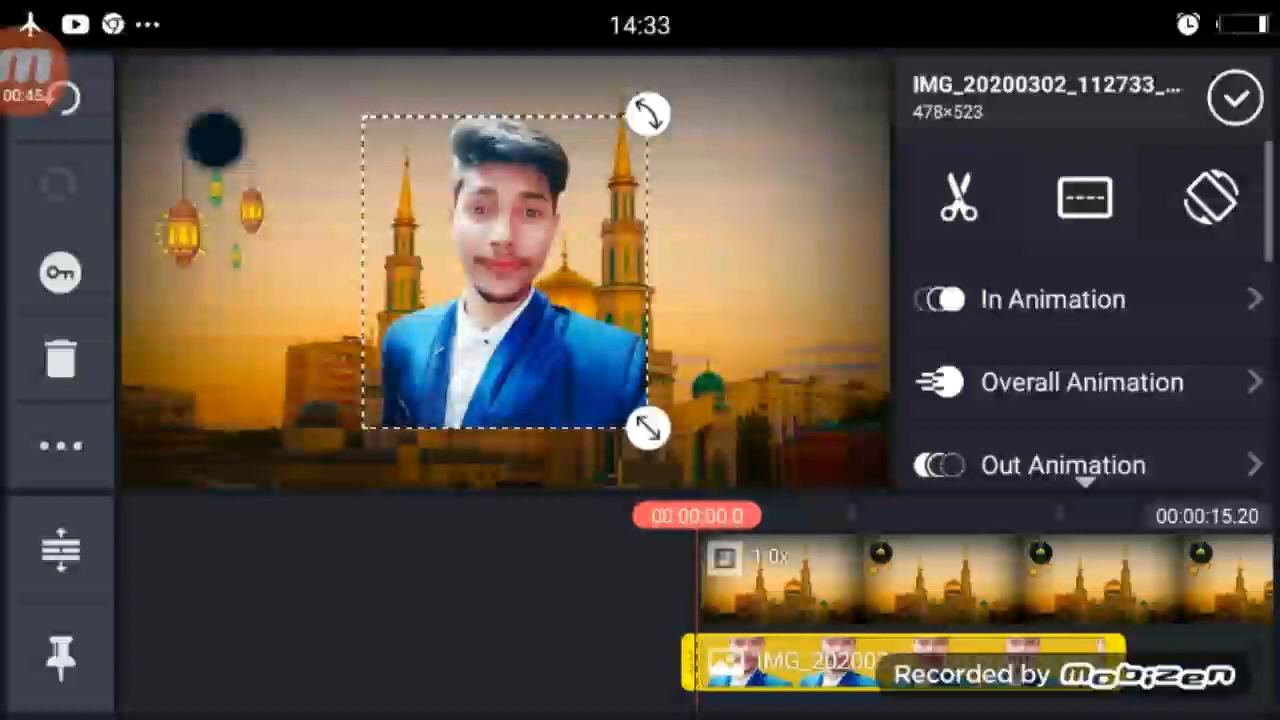 14:33
00:45
IMG_20200302_112733_...
478×523
In Animation
Overall Animation
Out Animation
00:00:00.0
00:00:15.20
1.0x
IMG_20200
Recorded by mobizen